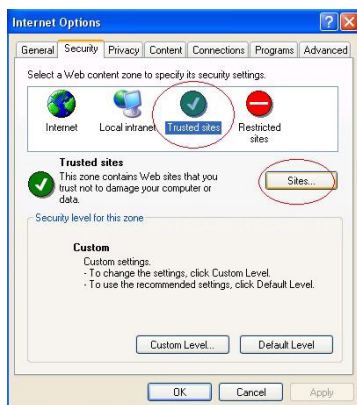 Internet Options
General Security Privacy Content Connections Programs Advanced
Select a Web content zone to specify its security settings.
Internet Local intranet Trusted sites Restricted sites
Trusted sites
This zone contains Web sites that you
trust not to damage your computer or
data.
Sites...
Security level for this zone
Custom
Custom settings.
- To change the settings, click Custom Level.
- To use the recommended settings, click Default Level.
Custom Level... Default Level
OK Cancel Apply